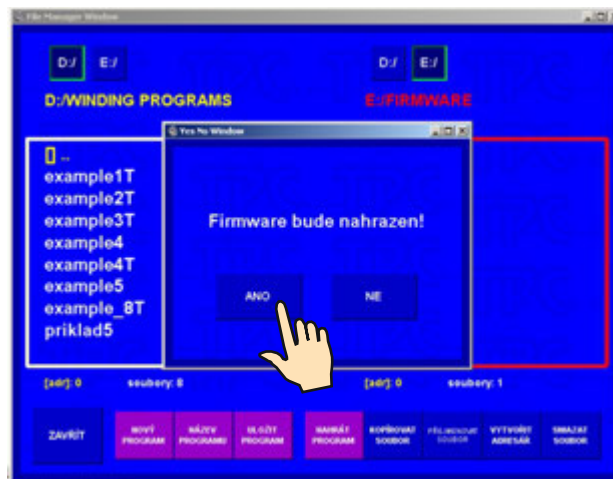 File Manager Window
D:/ E:/ D:/ E:/
D:/WINDING PROGRAMS E:/FIRMWARE
Yes No Window
[] ..
example1T
example2T
example3T
example4
example4T
example5
example_8T
priklad5
Firmware bude nahrazen!
ANO NE
[adr]: 0 soubory: 8 [adr]: 0 soubory: 1
ZAVŘÍT
NOVÝ PROGRAM
NÁZEV PROGRAMU
ULOŽIT PROGRAM
NAHRÁT PROGRAM
KOPÍROVAT SOUBOR
PŘEJMENOVAT SOUBOR
VYTVOŘIT ADRESÁŘ
SMAZAT SOUBOR